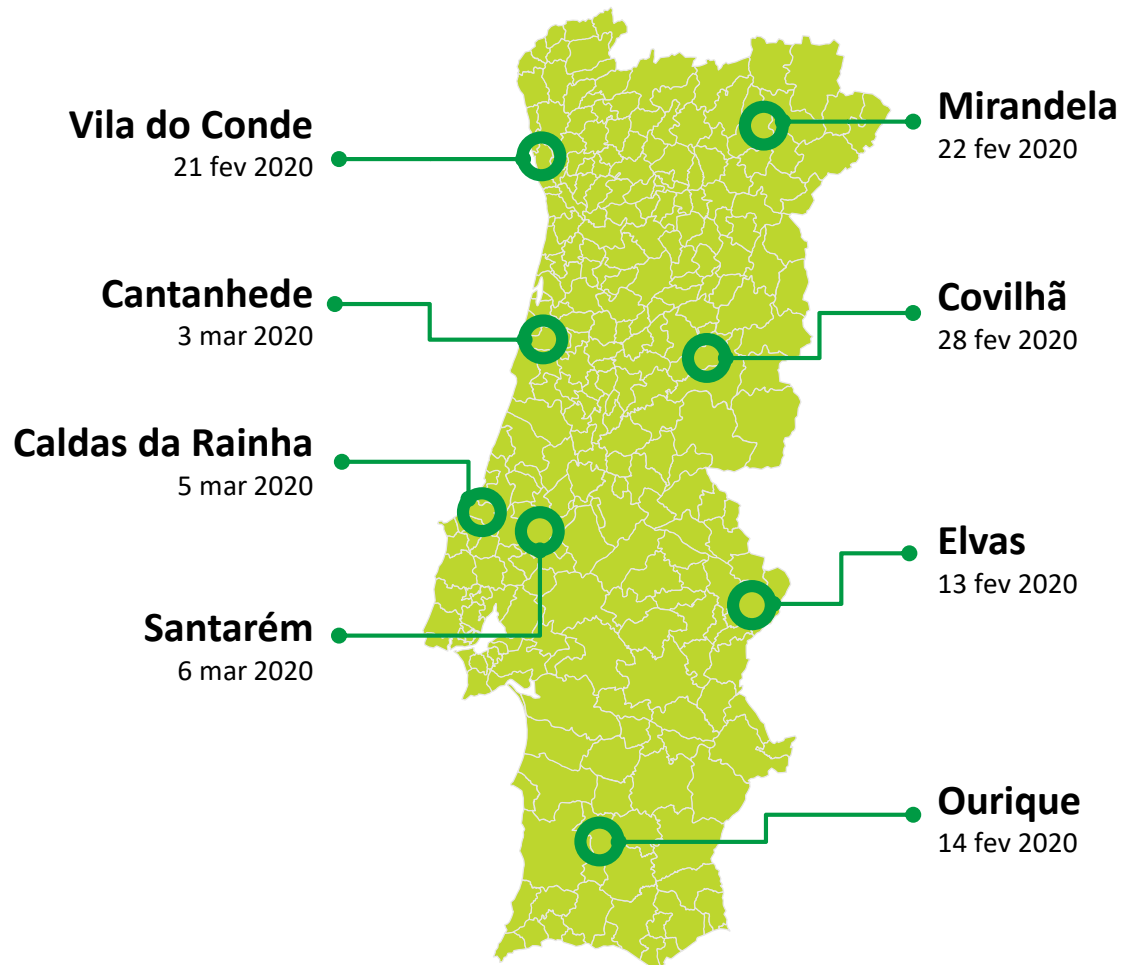 Vila do Conde
21 fev 2020
Cantanhede
3 mar 2020
Caldas da Rainha
5 mar 2020
Santarém
6 mar 2020
Mirandela
22 fev 2020
Covilhã
28 fev 2020
Elvas
13 fev 2020
Ourique
14 fev 2020